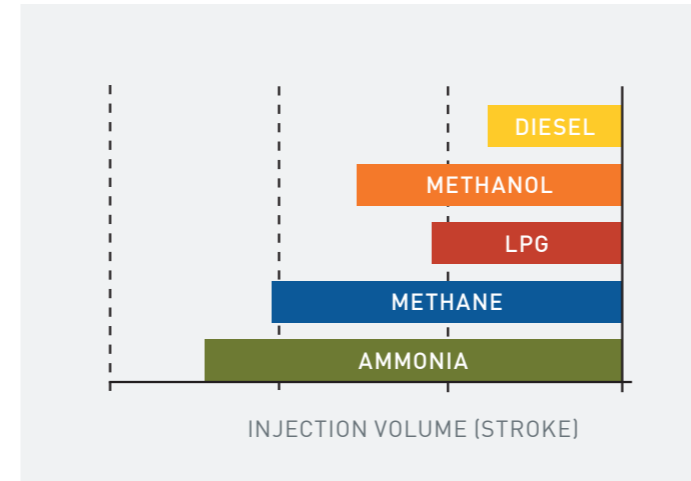 DIESEL
METHANOL
LPG
METHANE
AMMONIA
INJECTION VOLUME (STROKE)